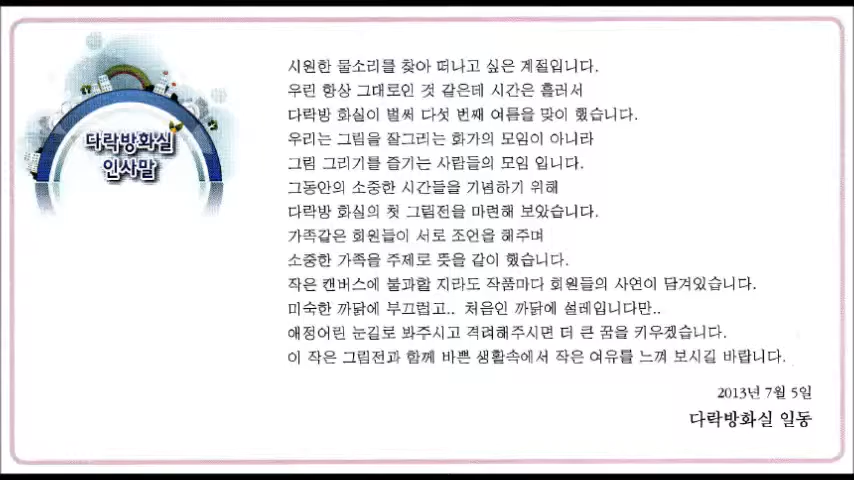 다락방화실
인사말
시원한 물소리를 찾아 떠나고 싶은 계절입니다.
우린 항상 그대로인 것 같은데 시간은 흘러서
다락방 화실이 벌써 다섯 번째 여름을 맞이 했습니다.
우리는 그림을 잘그리는 화가의 모임이 아니라
그림 그리기를 즐기는 사람들의 모임 입니다.
그동안의 소중한 시간들을 기념하기 위해
다락방 화실의 첫 그림전을 마련해 보았습니다.
가족같은 회원들이 서로 조언을 해주며
소중한 가족을 주제로 뜻을 같이 했습니다.
작은 캔버스에 불과할 지라도 작품마다 회원들의 사연이 담겨있습니다.
미숙한 까닭에 부끄럽고.. 처음인 까닭에 설레입니다만..
애정어린 눈길로 봐주시고 격려해주시면 더 큰 꿈을 키우겠습니다.
이 작은 그림전과 함께 바쁜 생활속에서 작은 여유를 느껴 보시길 바랍니다.
2013년 7월 5일
다락방화실 일동